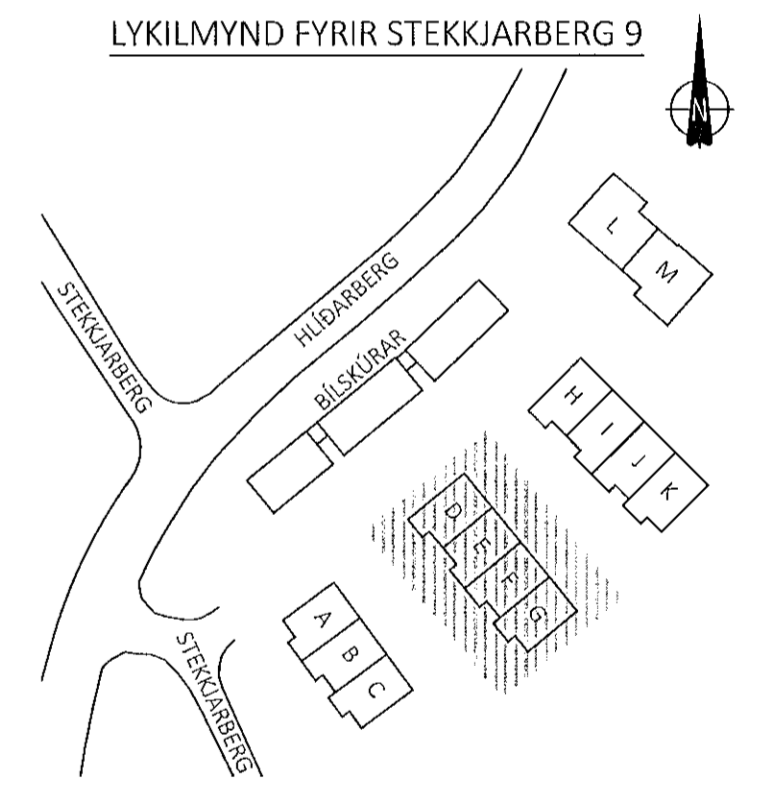 LYKILMYND FYRIR STEKKJARBERG 9
N
L
M
STEKKJARBERG
HLÍÐARBERG
BÍLSKÚRAR
H
I
J
K
D
E
F
G
A
B
C
STEKKJARBERG